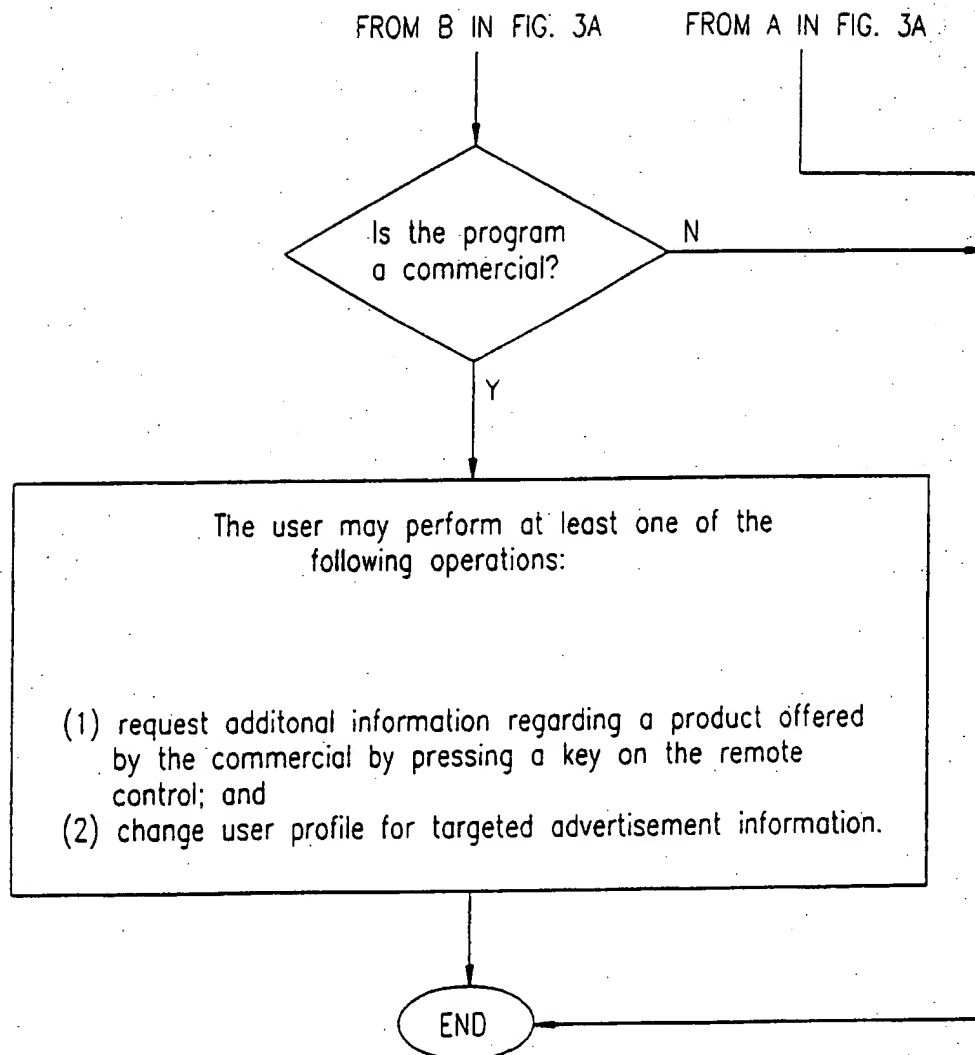 FROM B IN FIG. 3A
FROM A IN FIG. 3A
Is the program
a commercial?
N
Y
The user may perform at least one of the
following operations:
(1) request additonal information regarding a product offered
by the commercial by pressing a key on the remote
control; and
(2) change user profile for targeted advertisement information.
END